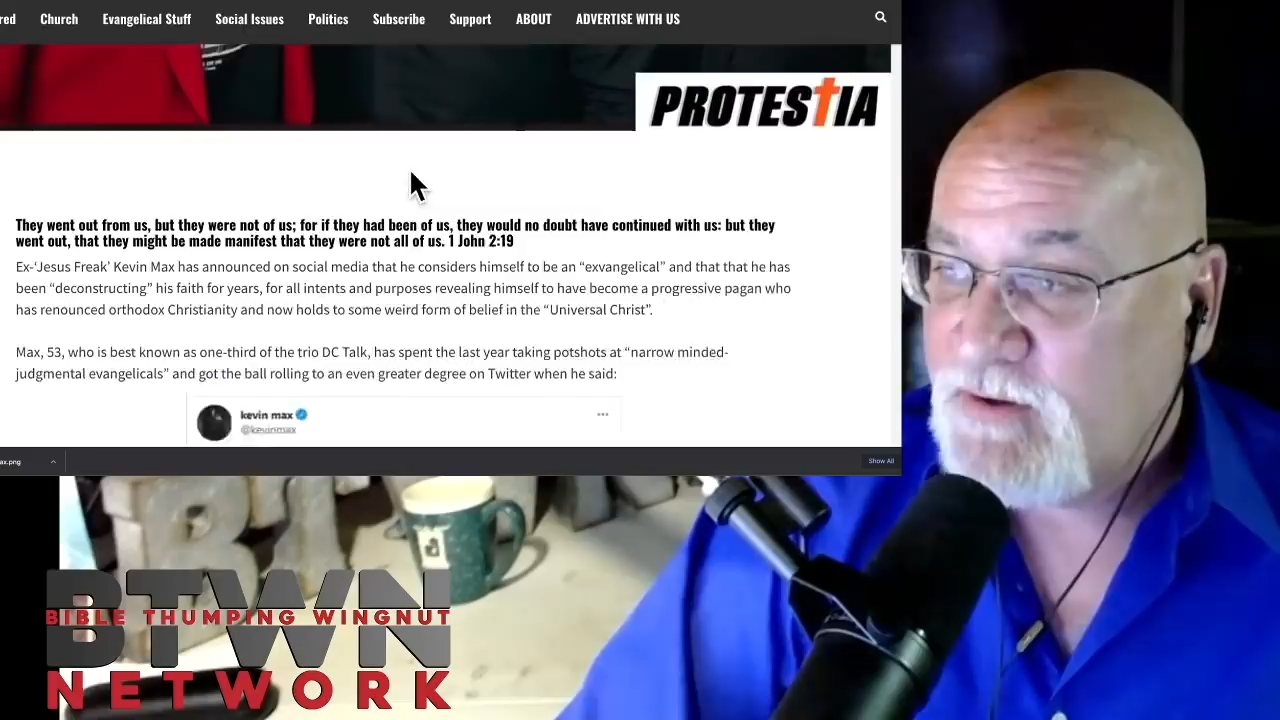 red Church Evangelical Stuff Social Issues Politics Subscribe Support ABOUT ADVERTISE WITH US
PROTESTIA
They went out from us, but they were not of us; for if they had been of us, they would no doubt have continued with us: but they
went out, that they might be made manifest that they were not all of us. 1 John 2:19
Ex-‘Jesus Freak’ Kevin Max has announced on social media that he considers himself to be an “exvangelical” and that that he has
been “deconstructing” his faith for years, for all intents and purposes revealing himself to have become a progressive pagan who
has renounced orthodox Christianity and now holds to some weird form of belief in the “Universal Christ”.
Max, 53, who is best known as one-third of the trio DC Talk, has spent the last year taking potshots at “narrow minded-
judgmental evangelicals” and got the ball rolling to an even greater degree on Twitter when he said:
kevin max
@kevinmax
ax.png
Show All
BTWN
BIBLE THUMPING WINGNUT
NETWORK